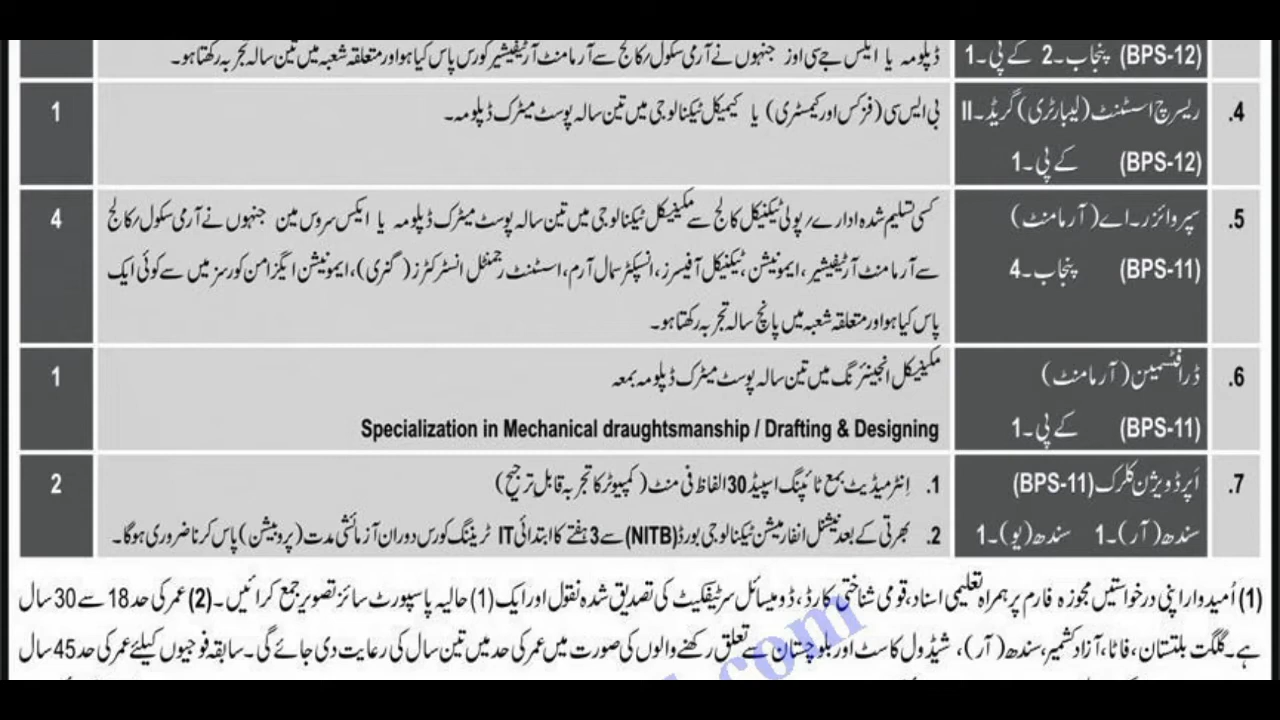 (BPS-12) پنجاب۔2 کے پی۔1
ڈپلومہ یا ایکس جے سی اوز جنہوں نے آرمی سکول/کالج سے آرمامنٹ آرٹیفیشیر کورس پاس کیا ہو اور متعلقہ شعبہ میں تین سالہ تجربہ رکھتا ہو۔
4. ریسرچ اسسٹنٹ (لیبارٹری) گریڈ۔II
(BPS-12) کے پی۔1
بی ایس سی (فزکس اور کیمسٹری) یا کیمیکل ٹیکنالوجی میں تین سالہ پوسٹ میٹرک ڈپلومہ۔
1
5. سپروائزر۔اے (آرمامنٹ)
(BPS-11) پنجاب۔4
کسی تسلیم شدہ ادارے/پولی ٹیکنیکل کالج سے مکینیکل ٹیکنالوجی میں تین سالہ پوسٹ میٹرک ڈپلومہ یا ایکس سروس مین جنہوں نے آرمی سکول/کالج
سے آرمامنٹ آرٹیفیشیر، ایمونیشن ٹیکنیکل آفیسرز، انسپکٹر سمال آرم، اسسٹنٹ رجمنٹل انسٹرکٹرز (گنری)، ایمونیشن ایگزامن کورسز میں سے کوئی ایک
پاس کیا ہو اور متعلقہ شعبہ میں پانچ سالہ تجربہ رکھتا ہو۔
4
6. ڈرافٹسمین (آرمامنٹ)
(BPS-11) کے پی۔1
مکینیکل انجینئرنگ میں تین سالہ پوسٹ میٹرک ڈپلومہ بمعہ
Specialization in Mechanical draughtsmanship / Drafting & Designing
1
7. اَپر ڈویژن کلرک (BPS-11)
سندھ (آر)۔1 سندھ (یو)۔1
1. اِنٹرمیڈیٹ بمع ٹائپنگ اسپیڈ 30 الفاظ فی منٹ (کمپیوٹر کا تجربہ قابل ترجیح)
2. بھرتی کے بعد نیشنل انفارمیشن ٹیکنالوجی بورڈ (NITB) سے 3 ہفتے کا ابتدائی IT ٹریننگ کورس دوران آزمائشی مدت (پروبیشن) پاس کرنا ضروری ہوگا۔
2
(1) اُمیدوار اپنی درخواستیں مجوزہ فارم پر ہمراہ تعلیمی اسناد، قومی شناختی کارڈ، ڈومیسائل سرٹیفکیٹ کی تصدیق شدہ نقول اور ایک (1) حالیہ پاسپورٹ سائز تصویر جمع کرائیں۔ (2) عمر کی حد 18 سے 30 سال
ہے۔ گلگت بلتستان، فاٹا، آزاد کشمیر، سندھ (آر)، شیڈول کاسٹ اور بلوچستان سے تعلق رکھنے والوں کی صورت میں عمر کی حد میں تین سال کی رعایت دی جائے گی۔ سابقہ فوجیوں کیلئے عمر کی حد 45 سال
.com